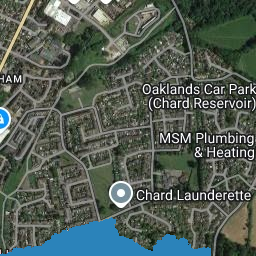 HAM
Oaklands Car Park
(Chard Reservoir)
MSM Plumbing
& Heating
Chard Launderette